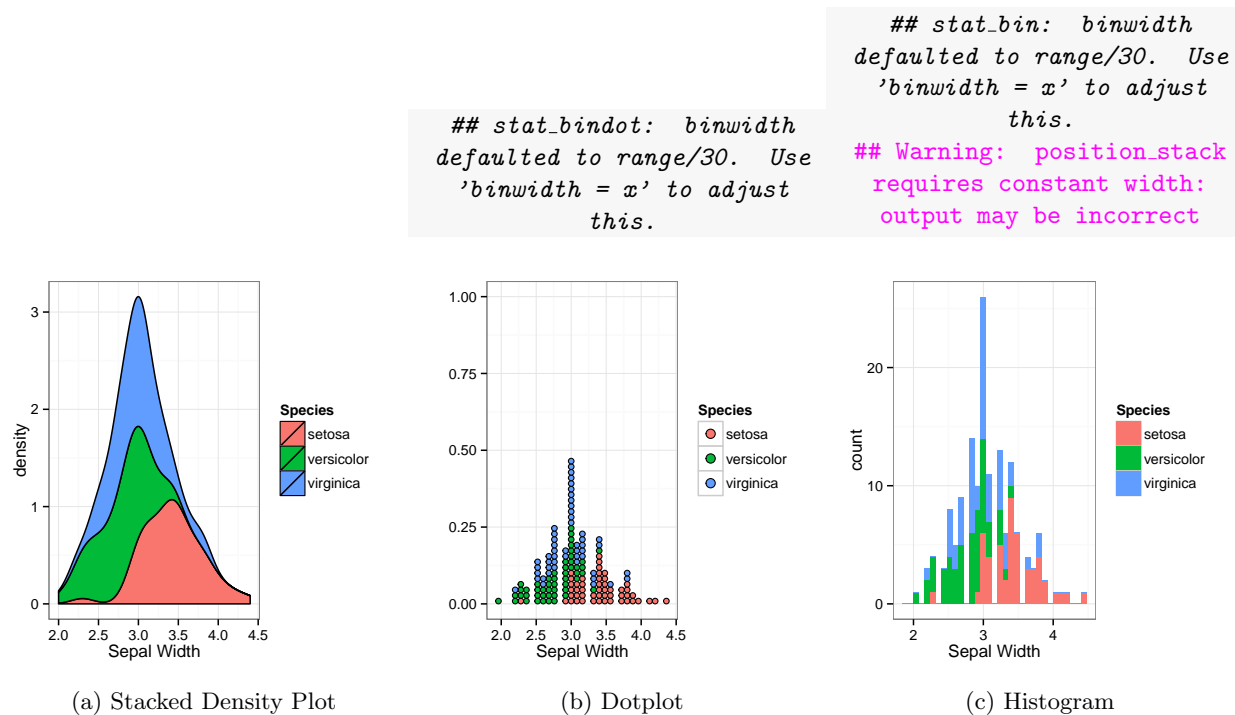 ## stat_bindot: binwidth
defaulted to range/30. Use
’binwidth = x’ to adjust
this.
## stat_bin: binwidth
defaulted to range/30. Use
’binwidth = x’ to adjust
this.
## Warning: position_stack
requires constant width:
output may be incorrect
3
2
1
0
density
2.0 2.5 3.0 3.5 4.0 4.5
Sepal Width
Species
setosa
versicolor
virginica
(a) Stacked Density Plot
1.00
0.75
0.50
0.25
0.00
2.0 2.5 3.0 3.5 4.0 4.5
Sepal Width
Species
setosa
versicolor
virginica
(b) Dotplot
20
10
0
count
2 3 4
Sepal Width
Species
setosa
versicolor
virginica
(c) Histogram